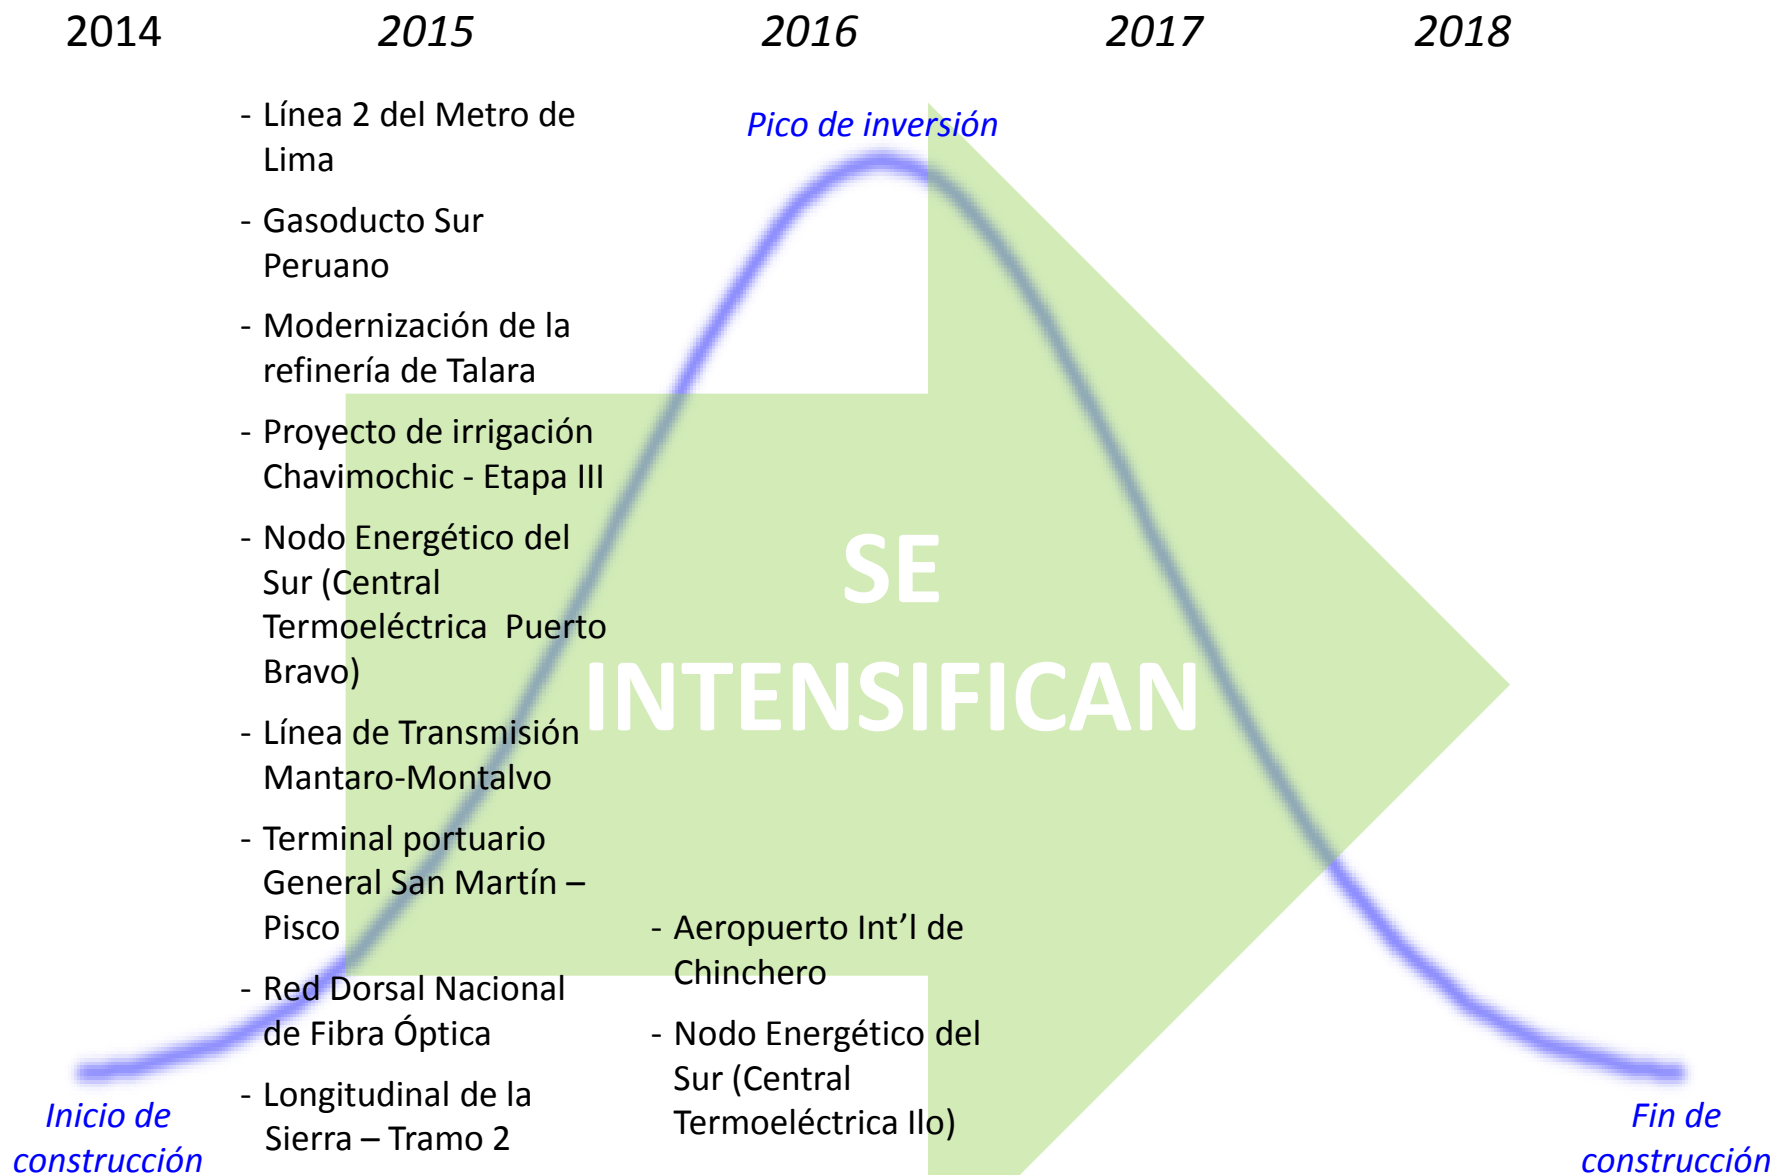 2014 2015 2016 2017 2018
- Línea 2 del Metro de
Lima
- Gasoducto Sur
Peruano
- Modernización de la
refinería de Talara
- Proyecto de irrigación
Chavimochic - Etapa III
- Nodo Energético del
Sur (Central
Termoeléctrica Puerto
Bravo)
- Línea de Transmisión
Mantaro-Montalvo
- Terminal portuario
General San Martín –
Pisco
- Red Dorsal Nacional
de Fibra Óptica
- Longitudinal de la
Sierra – Tramo 2
Pico de inversión
SE
INTENSIFICAN
- Aeropuerto Int’l de
Chinchero
- Nodo Energético del
Sur (Central
Termoeléctrica Ilo)
Inicio de
construcción
Fin de
construcción